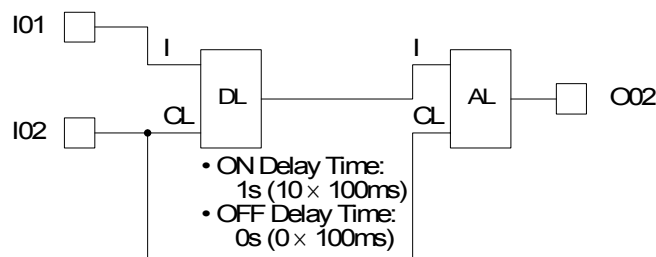 I01
I
I
DL
AL
O02
CL
CL
I02
• ON Delay Time:
1s (10 × 100ms)
• OFF Delay Time:
0s (0 × 100ms)